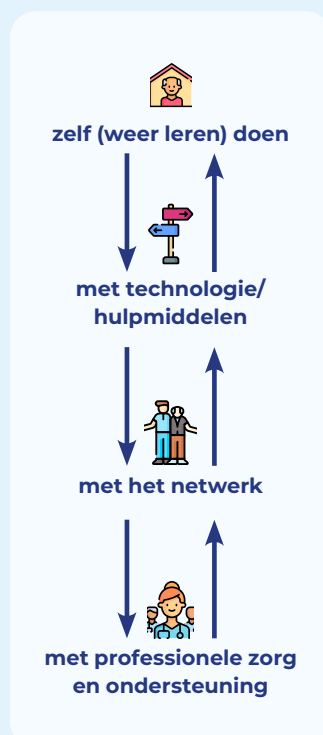 zelf (weer leren) doen
met technologie/
hulpmiddelen
met het netwerk
met professionele zorg
en ondersteuning